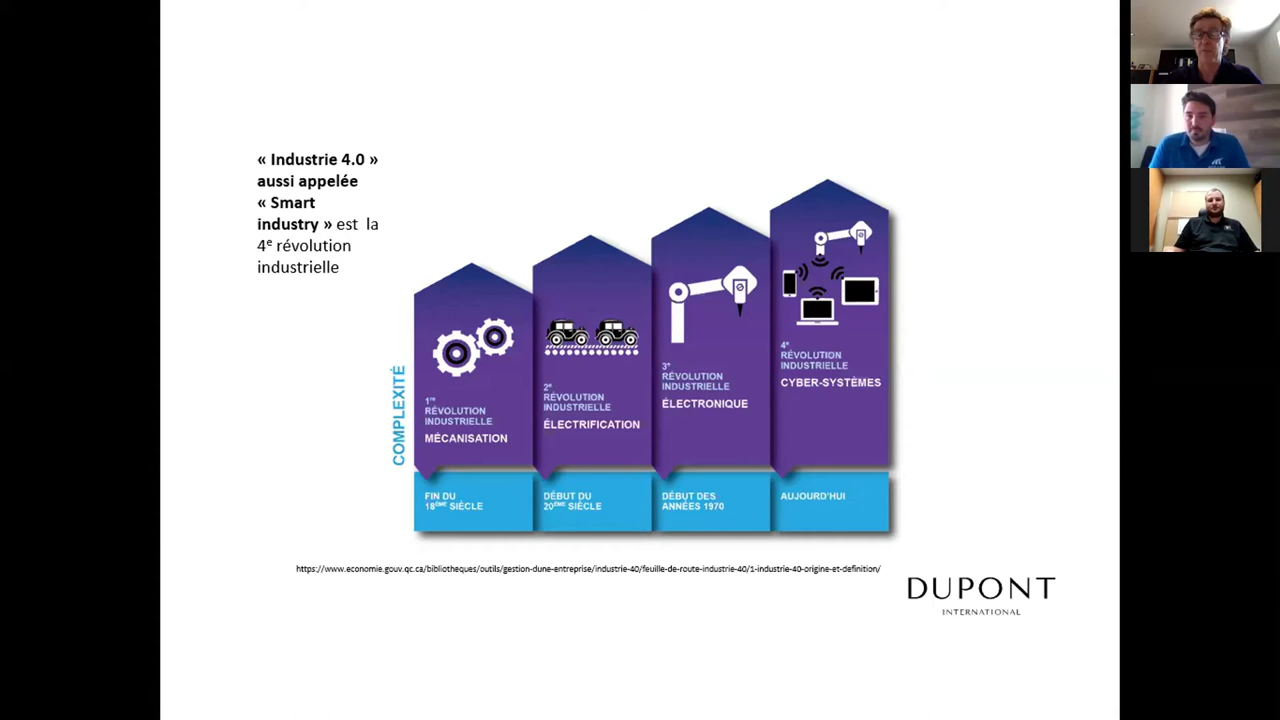 « Industrie 4.0 »
aussi appelée
« Smart
industry » est la
4e révolution
industrielle
COMPLEXITÉ
1re
RÉVOLUTION
INDUSTRIELLE
MÉCANISATION
2e
RÉVOLUTION
INDUSTRIELLE
ÉLECTRIFICATION
3e
RÉVOLUTION
INDUSTRIELLE
ÉLECTRONIQUE
4e
RÉVOLUTION
INDUSTRIELLE
CYBER-SYSTÈMES
FIN DU
18ÈME SIÈCLE
DÉBUT DU
20ÈME SIÈCLE
DÉBUT DES
ANNÉES 1970
AUJOURD'HUI
https://www.economie.gouv.qc.ca/bibliotheques/outils/gestion-dune-entreprise/industrie-40/feuille-de-route-industrie-40/1-industrie-40-origine-et-definition/
DUPONT
INTERNATIONAL